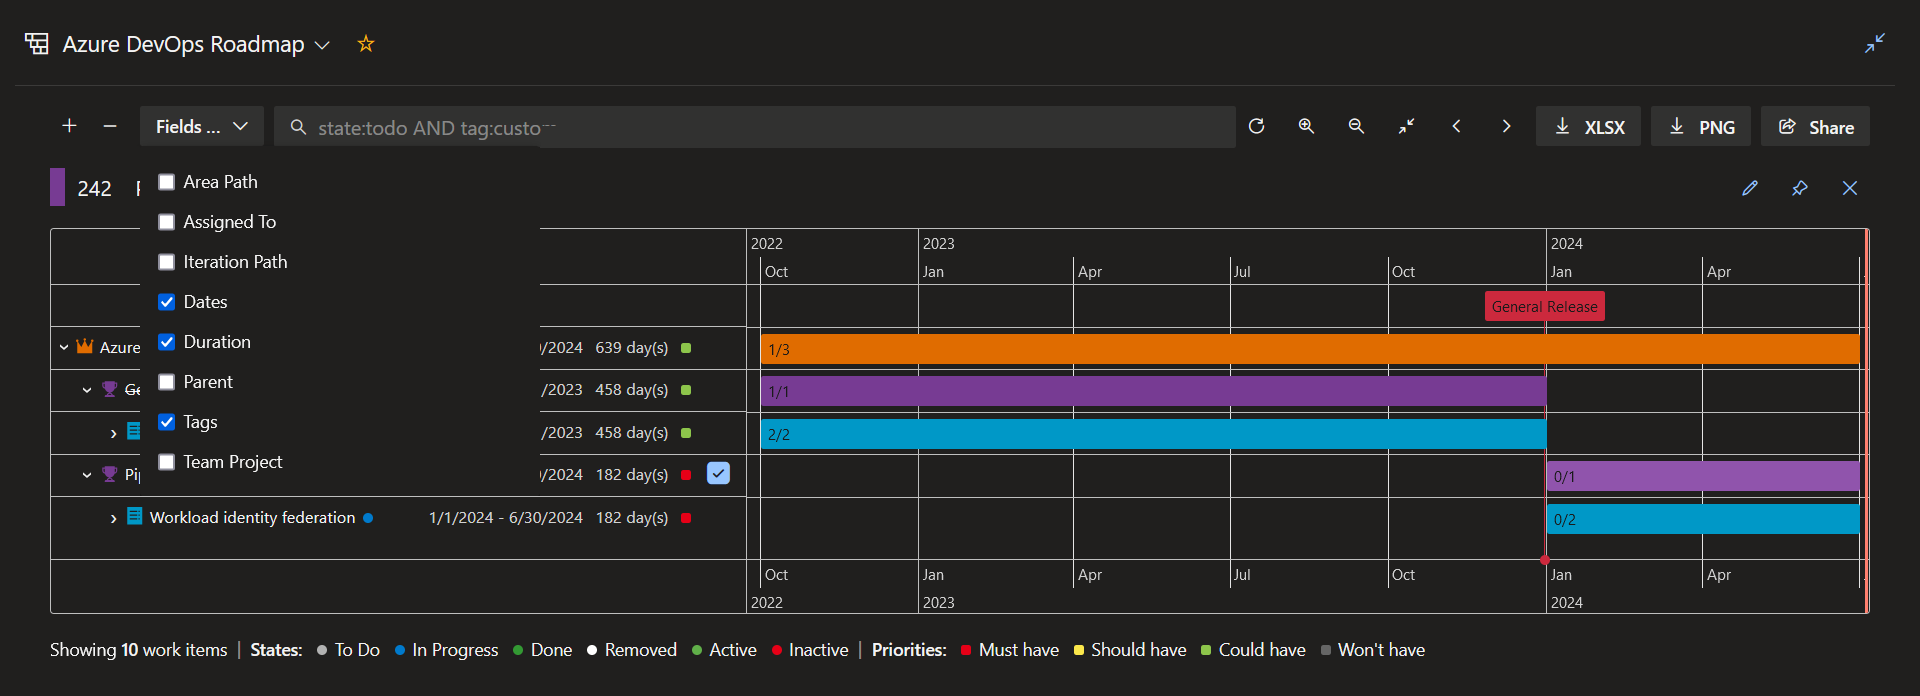 Azure DevOps Roadmap
Fields ...
state:todo AND tag:custo
XLSX
PNG
Share
242
Area Path
Assigned To
Iteration Path
Dates
Duration
Parent
Tags
Team Project
2022 2023 2024
Oct Jan Apr Jul Oct Jan Apr
General Release
Azure /2024 639 day(s) 1/3
/2023 458 day(s) 1/1
/2023 458 day(s) 2/2
/2024 182 day(s) 0/1
Workload identity federation 1/1/2024 - 6/30/2024 182 day(s) 0/2
Oct Jan Apr Jul Oct Jan Apr
2022 2023 2024
Showing 10 work items | States: To Do In Progress Done Removed Active Inactive | Priorities: Must have Should have Could have Won't have